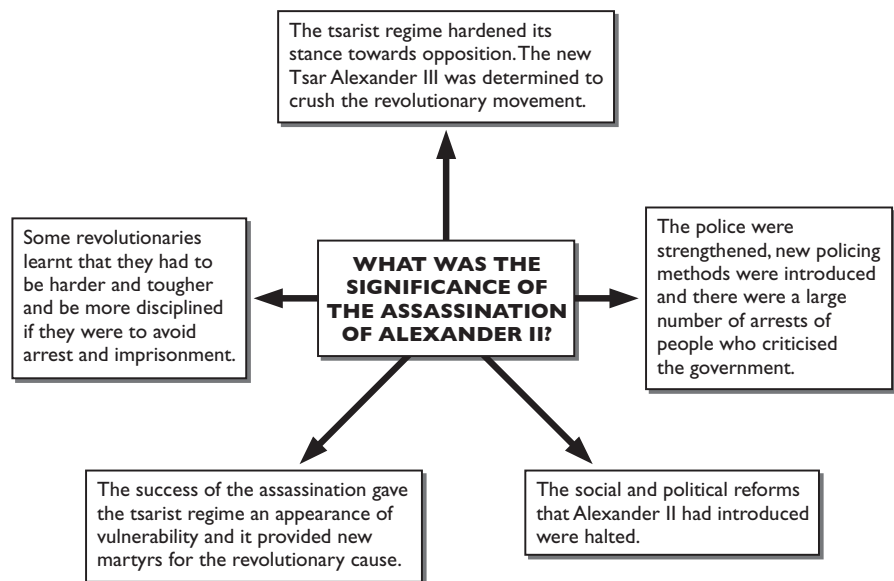 The tsarist regime hardened its
stance towards opposition. The new
Tsar Alexander III was determined to
crush the revolutionary movement.
Some revolutionaries
learnt that they had to
be harder and tougher
and be more disciplined
if they were to avoid
arrest and imprisonment.
WHAT WAS THE
SIGNIFICANCE OF
THE ASSASSINATION
OF ALEXANDER II?
The police were
strengthened, new policing
methods were introduced
and there were a large
number of arrests of
people who criticised
the government.
The success of the assassination gave
the tsarist regime an appearance of
vulnerability and it provided new
martyrs for the revolutionary cause.
The social and political reforms
that Alexander II had introduced
were halted.